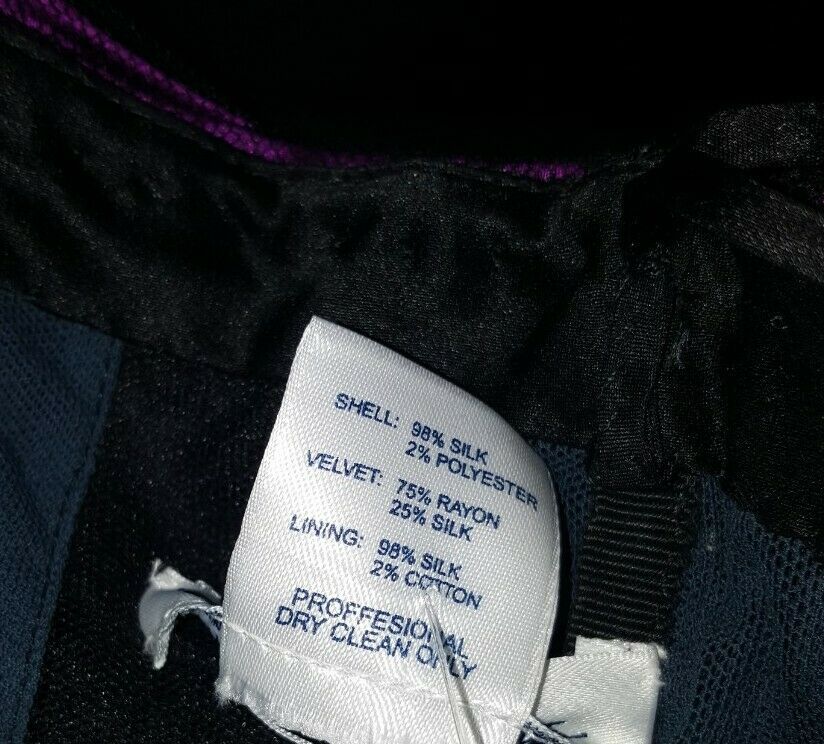 SHELL: 98% SILK
2% POLYESTER
VELVET: 75% RAYON
25% SILK
LINING: 98% SILK
2% COTTON
PROFFESIONAL
DRY CLEAN ONLY